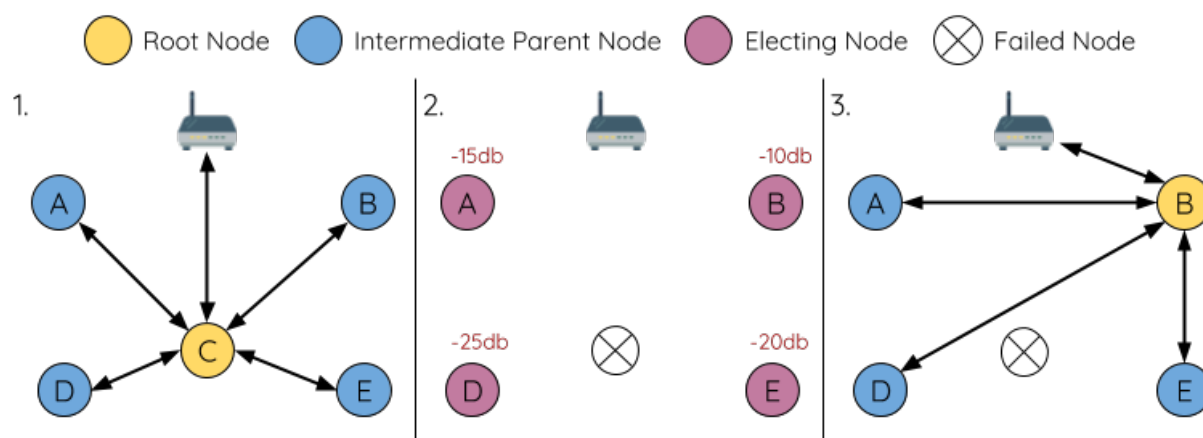 Root Node Intermediate Parent Node Electing Node Failed Node
1. 2. 3.
-15db -10db
A B A B A B
-25db -20db
C
D E D E D E